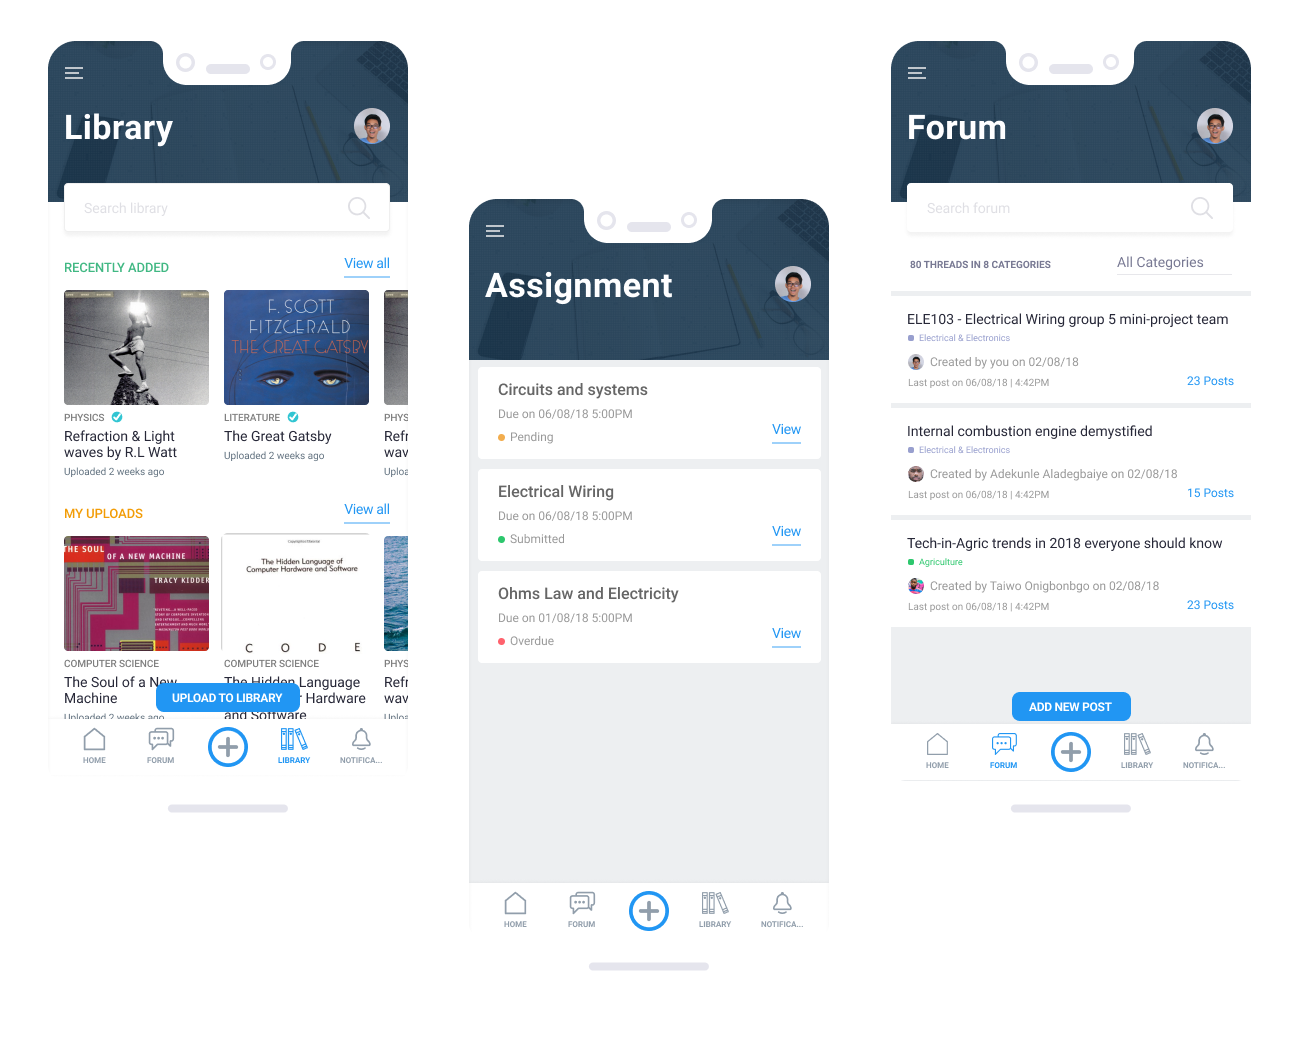 Library
Search library
RECENTLY ADDED
View all
F. SCOTT
FITZGERALD
THE GREAT GATSBY
PHYSICS
LITERATURE
PHYS
Refraction & Light
waves by R.L Watt
The Great Gatsby
Refr
wav
Uploaded 2 weeks ago
Uploaded 2 weeks ago
Uploa
MY UPLOADS
View all
THE SOUL
OF A NEW MACHINE
TRACY KIDDER
The Hidden Language of
Computer Hardware and Software
C O D E
COMPUTER SCIENCE
COMPUTER SCIENCE
PHYS
The Soul of a New
Machine
The Hidden Language
r Hardware
and Software
Refr
wav
Uploaded 2 weeks ago
Uploa
UPLOAD TO LIBRARY
HOME
FORUM
LIBRARY
NOTIFICA...
Assignment
Circuits and systems
Due on 06/08/18 5:00PM
Pending
View
Electrical Wiring
Due on 06/08/18 5:00PM
Submitted
View
Ohms Law and Electricity
Due on 01/08/18 5:00PM
Overdue
View
HOME
FORUM
LIBRARY
NOTIFICA...
Forum
Search forum
80 THREADS IN 8 CATEGORIES
All Categories
ELE103 - Electrical Wiring group 5 mini-project team
Electrical & Electronics
Created by you on 02/08/18
Last post on 06/08/18 | 4:42PM
23 Posts
Internal combustion engine demystified
Electrical & Electronics
Created by Adekunle Aladegbaiye on 02/08/18
Last post on 06/08/18 | 4:42PM
15 Posts
Tech-in-Agric trends in 2018 everyone should know
Agriculture
Created by Taiwo Onigbonbgo on 02/08/18
Last post on 06/08/18 | 4:42PM
23 Posts
ADD NEW POST
HOME
FORUM
LIBRARY
NOTIFICA...